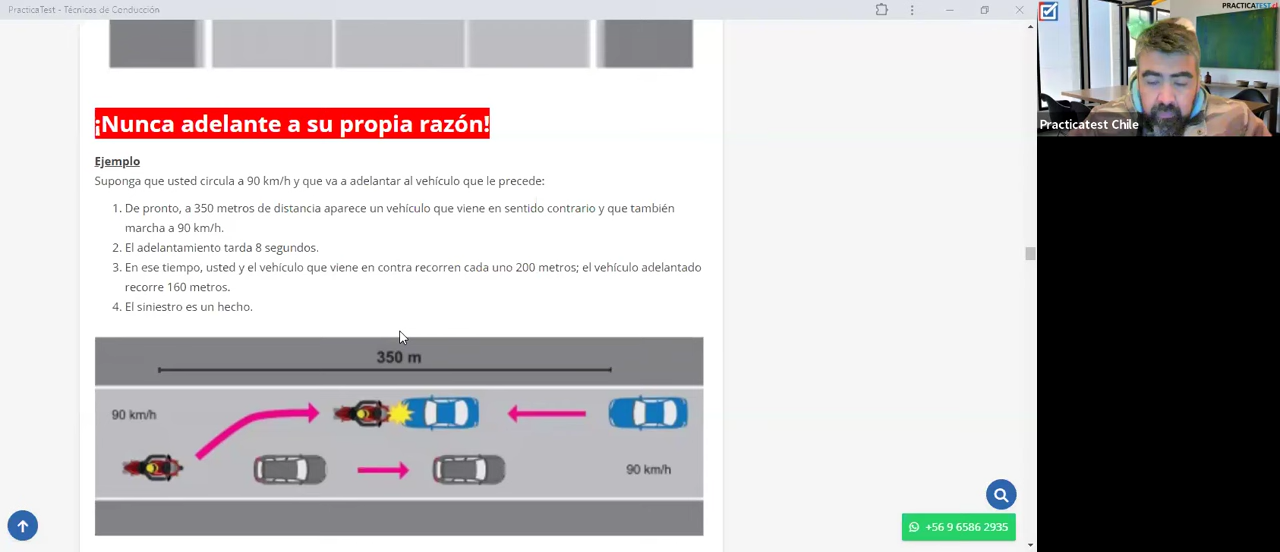 PracticaTest - Técnicas de Conducción
PRACTICATEST.cl
Practicatest Chile
¡Nunca adelante a su propia razón!
Ejemplo
Suponga que usted circula a 90 km/h y que va a adelantar al vehículo que le precede:
1. De pronto, a 350 metros de distancia aparece un vehículo que viene en sentido contrario y que también
marcha a 90 km/h.
2. El adelantamiento tarda 8 segundos.
3. En ese tiempo, usted y el vehículo que viene en contra recorren cada uno 200 metros; el vehículo adelantado
recorre 160 metros.
4. El siniestro es un hecho.
350 m
90 km/h
90 km/h
+56 9 6586 2935